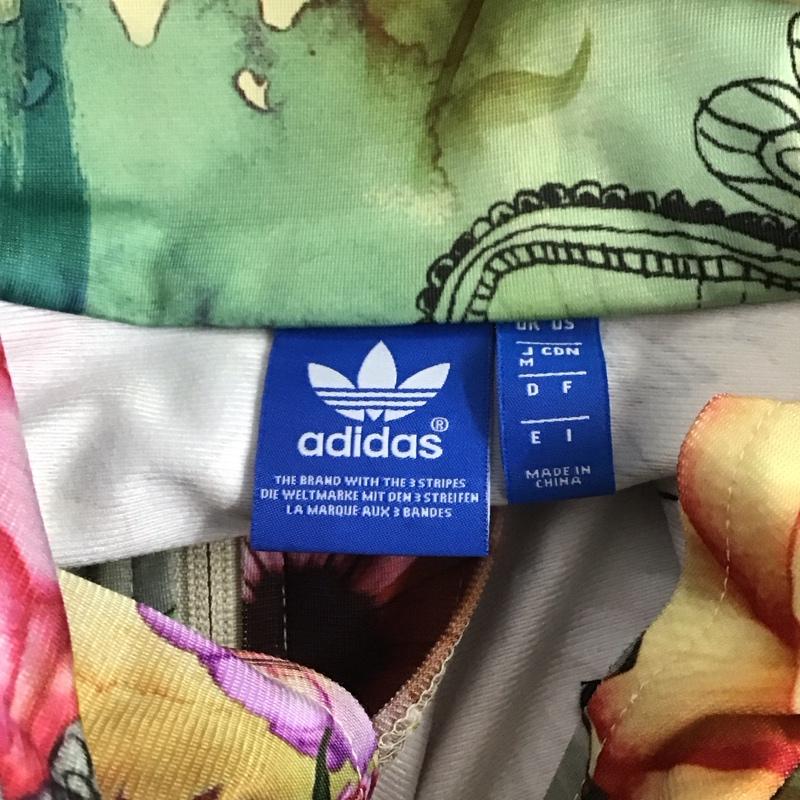 adidas®
THE BRAND WITH THE 3 STRIPES
DIE WELTMARKE MIT DEN 3 STREIFEN
LA MARQUE AUX 3 BANDES
UK US
J CDN
M
D F
E I
MADE IN
CHINA